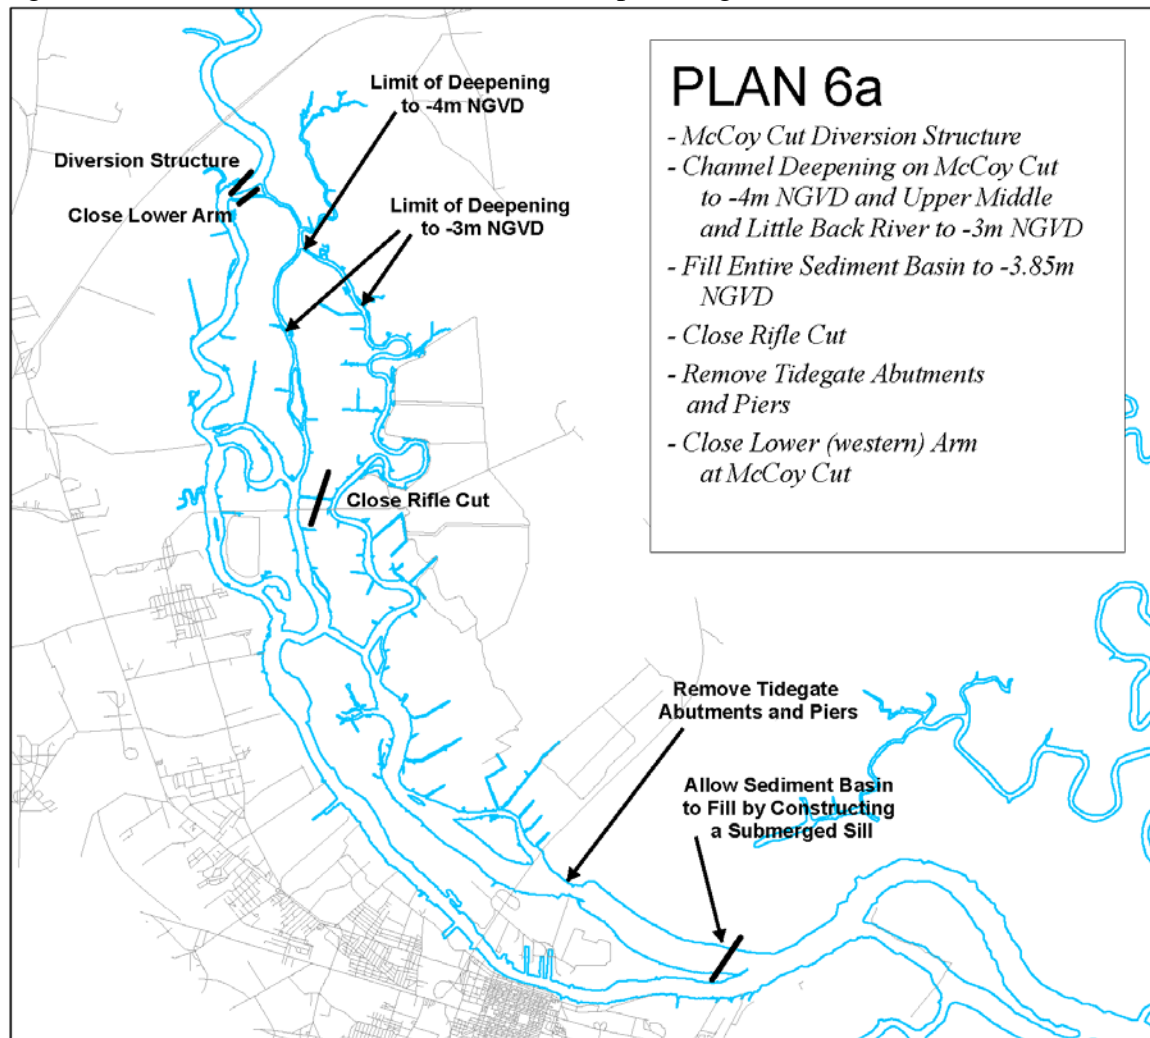 Limit of Deepening
to -4m NGVD
Diversion Structure
Close Lower Arm
Limit of Deepening
to -3m NGVD
Close Rifle Cut
Remove Tidegate
Abutments and Piers
Allow Sediment Basin
to Fill by Constructing
a Submerged Sill
PLAN 6a
- McCoy Cut Diversion Structure
- Channel Deepening on McCoy Cut
to -4m NGVD and Upper Middle
and Little Back River to -3m NGVD
- Fill Entire Sediment Basin to -3.85m
NGVD
- Close Rifle Cut
- Remove Tidegate Abutments
and Piers
- Close Lower (western) Arm
at McCoy Cut